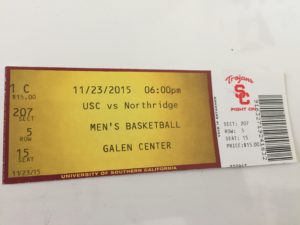 1 C
$15.00
207
SECT
5
ROW
15
SEAT
11/23/15
11/23/2015 06:00pm
USC vs Northridge
MEN'S BASKETBALL
GALEN CENTER
UNIVERSITY OF SOUTHERN CALIFORNIA
Trojans
SC
FIGHT ON!
SECT: 207
ROW: 5
SEAT: 15
PRICE:$15.00